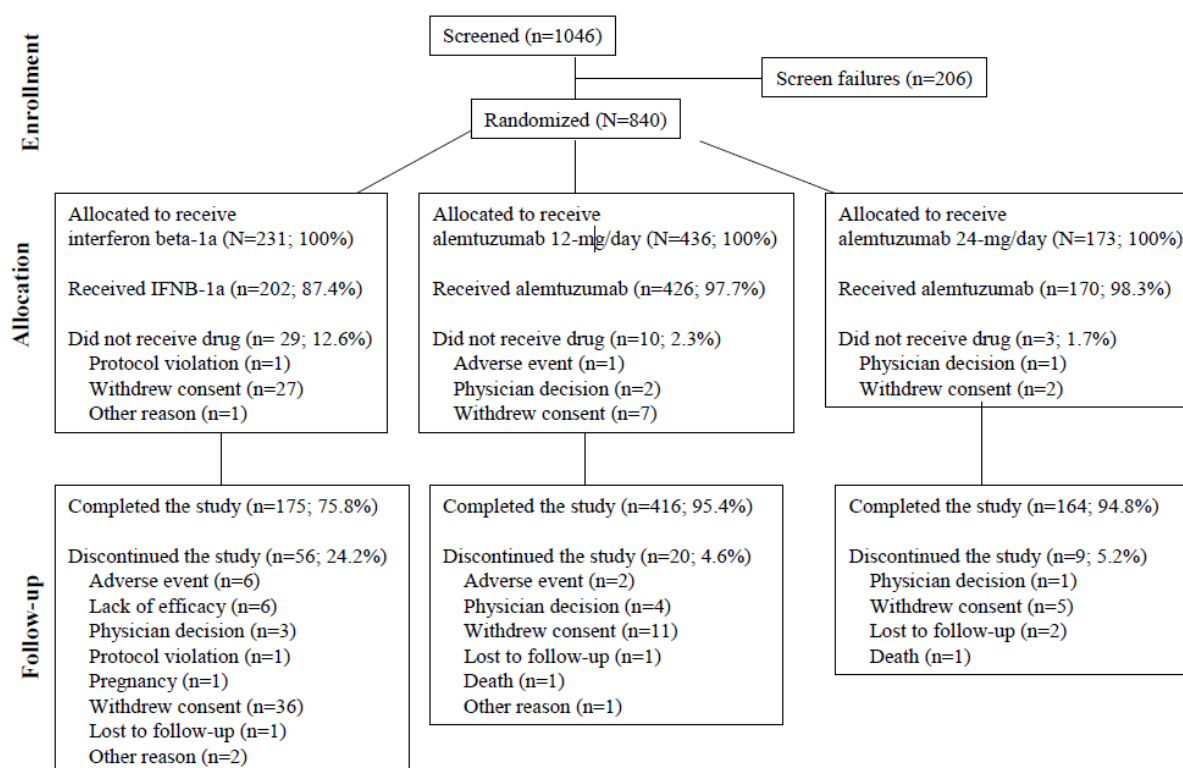 Enrollment
Screened (n=1046)
Screen failures (n=206)
Randomized (N=840)
Allocation
Allocated to receive
interferon beta-1a (N=231; 100%)
Received IFNB-1a (n=202; 87.4%)
Did not receive drug (n= 29; 12.6%)
Protocol violation (n=1)
Withdrew consent (n=27)
Other reason (n=1)
Allocated to receive
alemtuzumab 12-mg/day (N=436; 100%)
Received alemtuzumab (n=426; 97.7%)
Did not receive drug (n=10; 2.3%)
Adverse event (n=1)
Physician decision (n=2)
Withdrew consent (n=7)
Allocated to receive
alemtuzumab 24-mg/day (N=173; 100%)
Received alemtuzumab (n=170; 98.3%)
Did not receive drug (n=3; 1.7%)
Physician decision (n=1)
Withdrew consent (n=2)
Follow-up
Completed the study (n=175; 75.8%)
Discontinued the study (n=56; 24.2%)
Adverse event (n=6)
Lack of efficacy (n=6)
Physician decision (n=3)
Protocol violation (n=1)
Pregnancy (n=1)
Withdrew consent (n=36)
Lost to follow-up (n=1)
Other reason (n=2)
Completed the study (n=416; 95.4%)
Discontinued the study (n=20; 4.6%)
Adverse event (n=2)
Physician decision (n=4)
Withdrew consent (n=11)
Lost to follow-up (n=1)
Death (n=1)
Other reason (n=1)
Completed the study (n=164; 94.8%)
Discontinued the study (n=9; 5.2%)
Physician decision (n=1)
Withdrew consent (n=5)
Lost to follow-up (n=2)
Death (n=1)